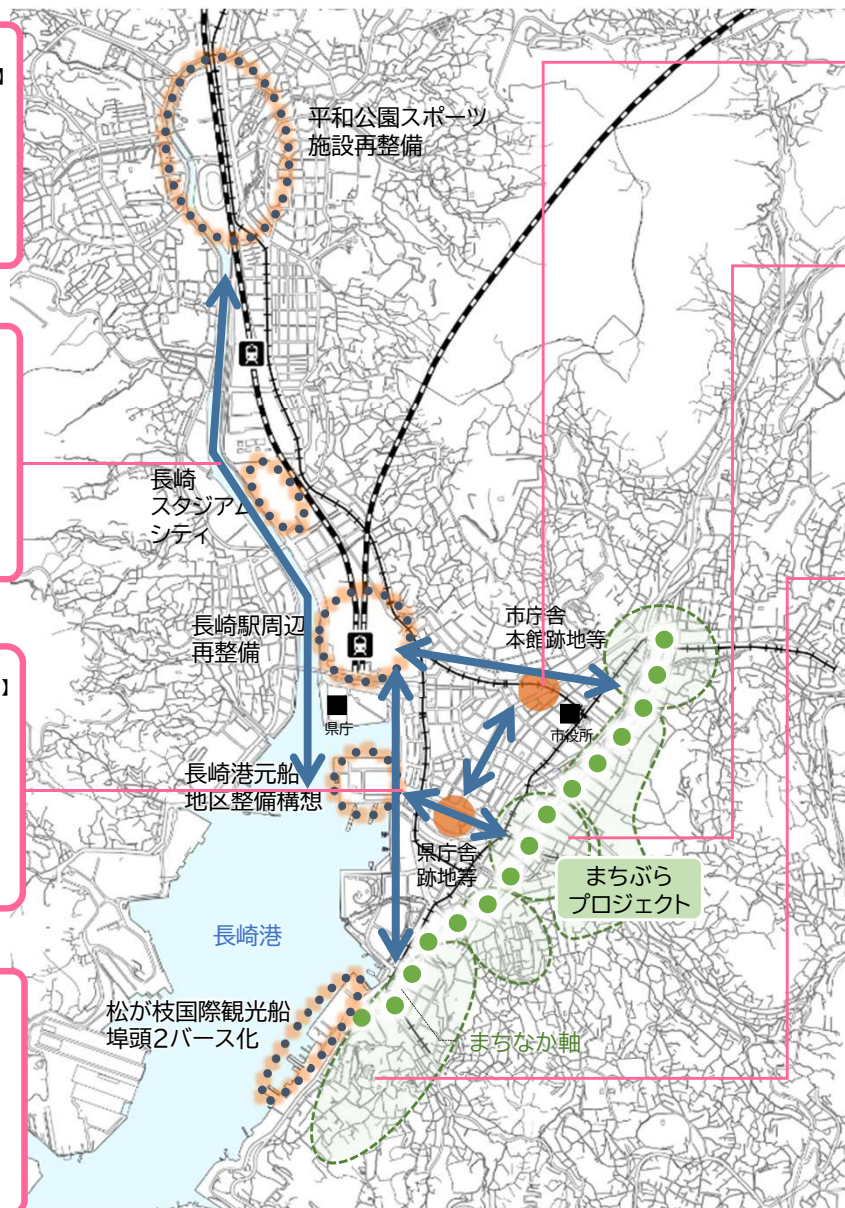 】
平和公園スポーツ
施設再整備
長崎
スタジアム
シティ
長崎駅周辺
再整備
市庁舎
本館跡地等
】
県庁
市役所
長崎港元船
地区整備構想
県庁舎
跡地等
まちぶら
プロジェクト
長崎港
松が枝国際観光船
埠頭2バース化
まちなか軸